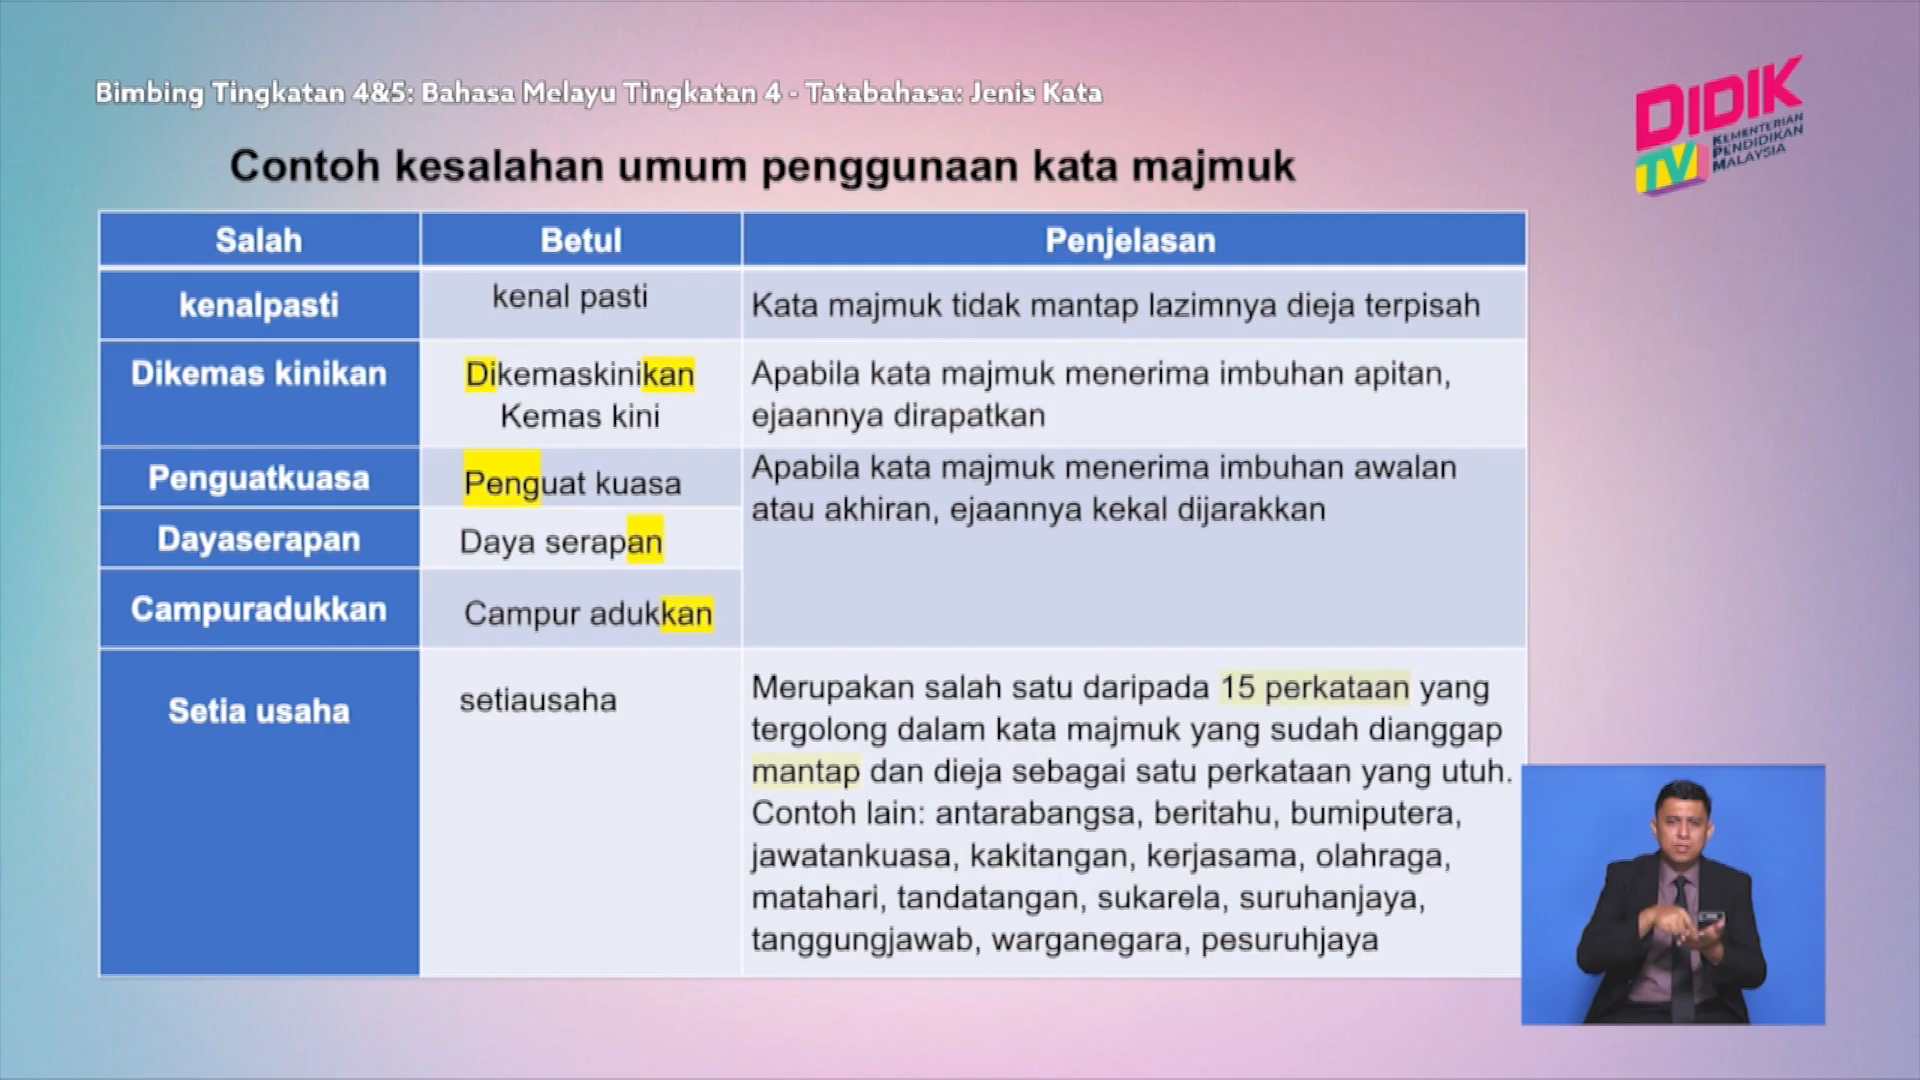 Bimbing Tingkatan 4&5: Bahasa Melayu Tingkatan 4 - Tatabahasa: Jenis Kata
DIDIK
TV
KEMENTERIAN
PENDIDIKAN
MALAYSIA
Contoh kesalahan umum penggunaan kata majmuk
Salah
Betul
Penjelasan
kenalpasti
kenal pasti
Kata majmuk tidak mantap lazimnya dieja terpisah
Dikemas kinikan
Dikemaskinikan
Kemas kini
Apabila kata majmuk menerima imbuhan apitan,
ejaannya dirapatkan
Penguatkuasa
Penguat kuasa
Apabila kata majmuk menerima imbuhan awalan
atau akhiran, ejaannya kekal dijarakkan
Dayaserapan
Daya serapan
Campuradukkan
Campur adukkan
Setia usaha
setiausaha
Merupakan salah satu daripada 15 perkataan yang
tergolong dalam kata majmuk yang sudah dianggap
mantap dan dieja sebagai satu perkataan yang utuh.
Contoh lain: antarabangsa, beritahu, bumiputera,
jawatankuasa, kakitangan, kerjasama, olahraga,
matahari, tandatangan, sukarela, suruhanjaya,
tanggungjawab, warganegara, pesuruhjaya